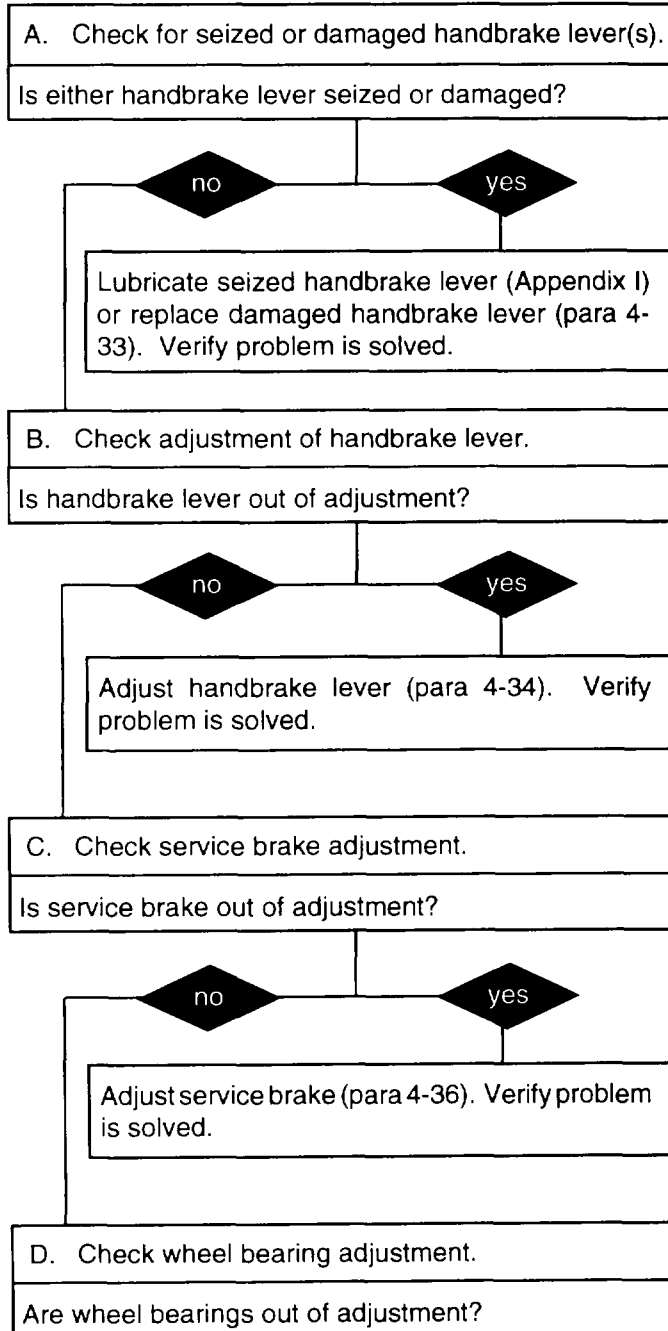 A. Check for seized or damaged handbrake lever(s).
Is either handbrake lever seized or damaged?
no
yes
Lubricate seized handbrake lever (Appendix I)
or replace damaged handbrake lever (para 4-
33). Verify problem is solved.
B. Check adjustment of handbrake lever.
Is handbrake lever out of adjustment?
no
yes
Adjust handbrake lever (para 4-34). Verify
problem is solved.
C. Check service brake adjustment.
Is service brake out of adjustment?
no
yes
Adjust service brake (para 4-36). Verify problem
is solved.
D. Check wheel bearing adjustment.
Are wheel bearings out of adjustment?